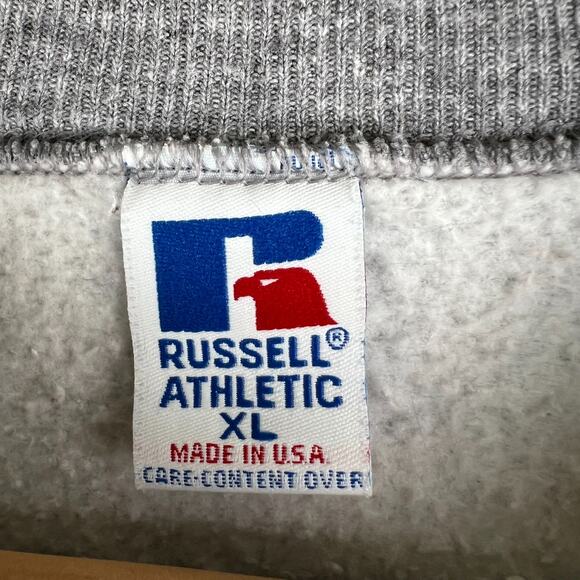 RUSSELL®
ATHLETIC
XL
MADE IN U.S.A.
CARE-CONTENT OVER